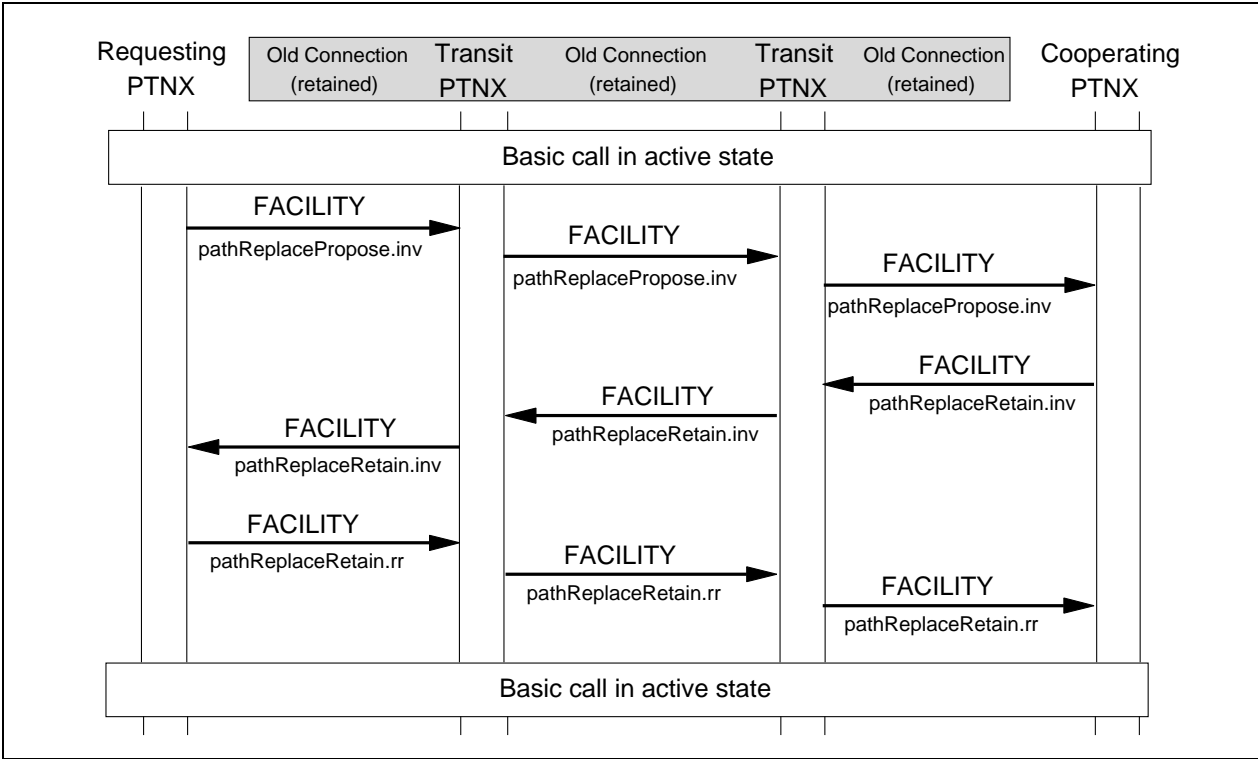 Requesting PTNX
Old Connection (retained)
Transit PTNX
Old Connection (retained)
Transit PTNX
Old Connection (retained)
Cooperating PTNX
Basic call in active state
FACILITY
pathReplacePropose.inv
FACILITY
pathReplacePropose.inv
FACILITY
pathReplacePropose.inv
FACILITY
pathReplaceRetain.inv
FACILITY
pathReplaceRetain.inv
FACILITY
pathReplaceRetain.inv
FACILITY
pathReplaceRetain.rr
FACILITY
pathReplaceRetain.rr
FACILITY
pathReplaceRetain.rr
Basic call in active state